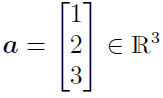 a = [1 2 3] ∈ ℝ³